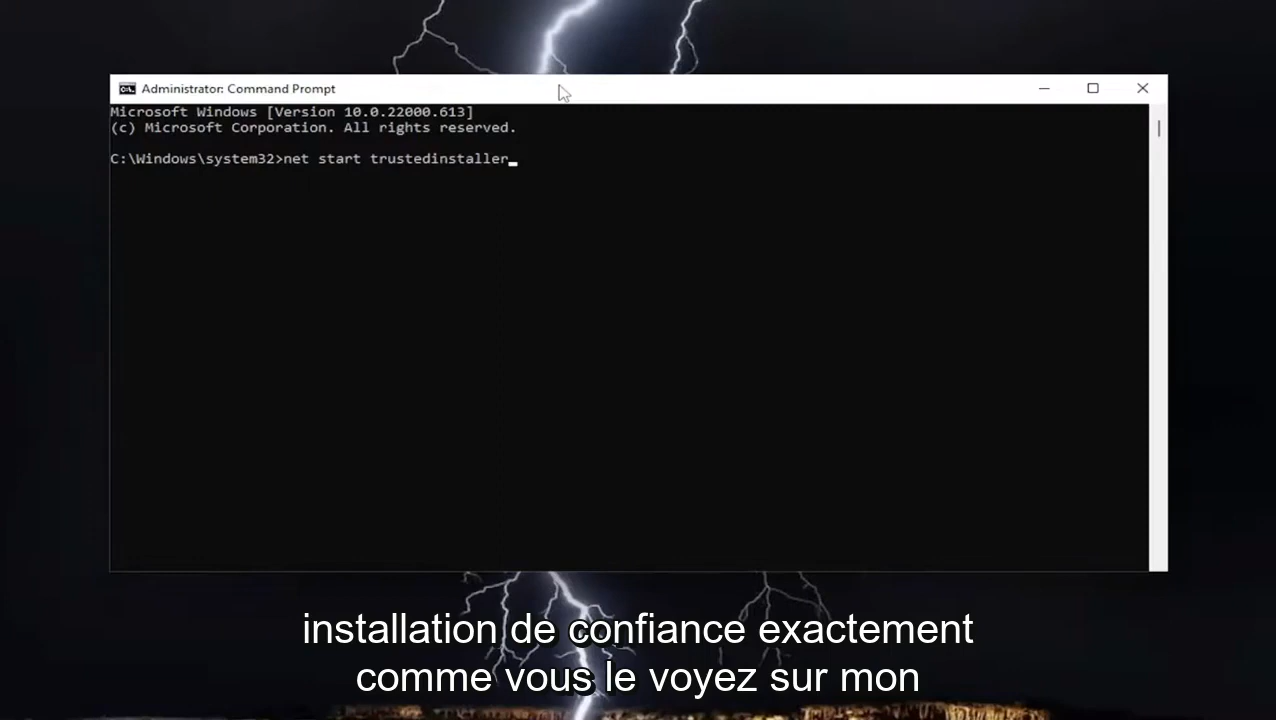 Administrator: Command Prompt
Microsoft Windows [Version 10.0.22000.613]
(c) Microsoft Corporation. All rights reserved.
C:\Windows\system32>net start trustedinstaller
installation de confiance exactement
comme vous le voyez sur mon